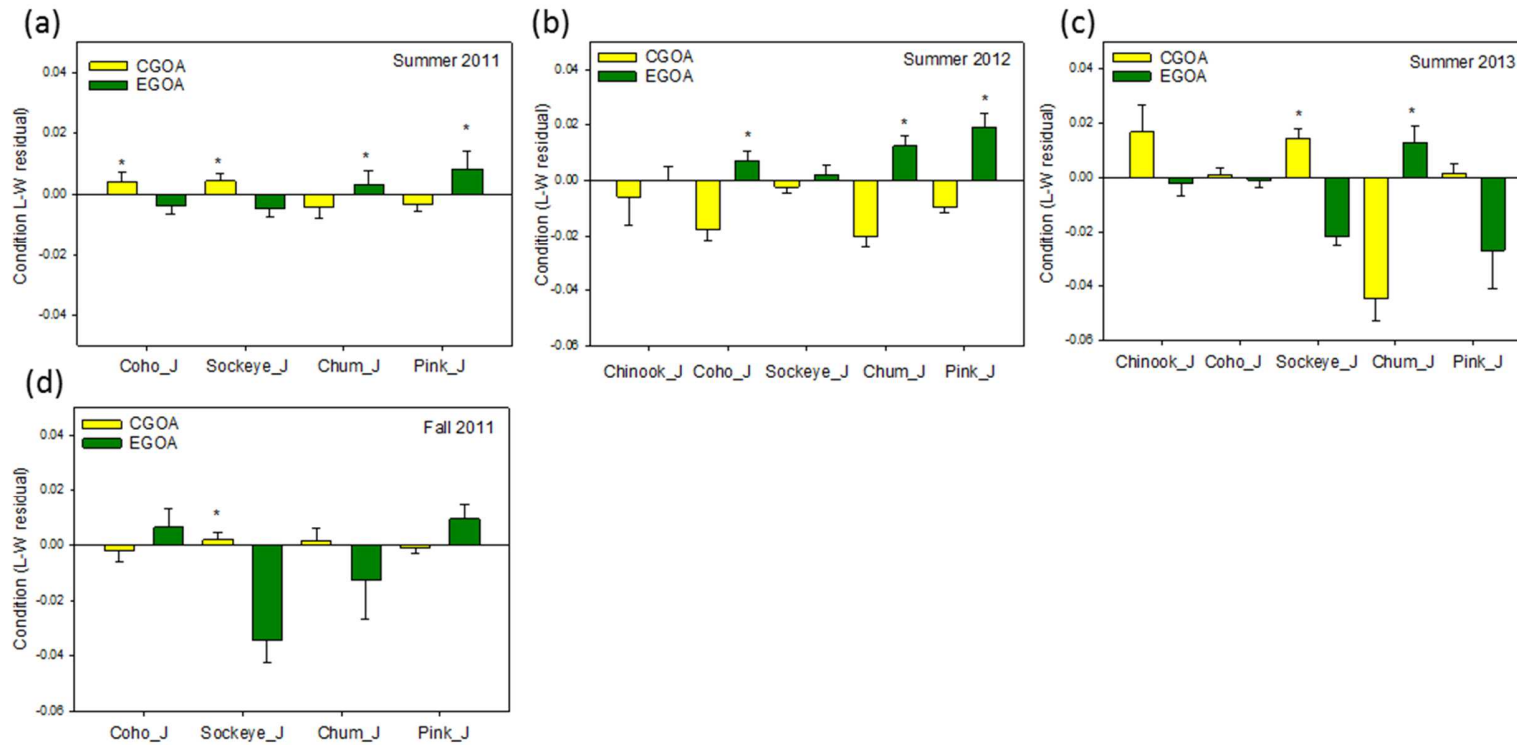 (a)
CGOA
EGOA
Summer 2011
Condition L-W residual)
0.04
0.02
0.00
-0.02
-0.04
Coho_J Sockeye_J Chum_J Pink_J
* * * *
(b)
CGOA
EGOA
Summer 2012
Condition (L-W residual)
0.04
0.02
0.00
-0.02
-0.04
-0.06
Chinook_J Coho_J Sockeye_J Chum_J Pink_J
* * *
(c)
CGOA
EGOA
Summer 2013
Condition (L-W residual)
0.04
0.02
0.00
-0.02
-0.04
-0.06
Chinook_J Coho_J Sockeye_J Chum_J Pink_J
* *
(d)
CGOA
EGOA
Fall 2011
Condition (L-W residual)
0.04
0.02
0.00
-0.02
-0.04
-0.06
Coho_J Sockeye_J Chum_J Pink_J
*